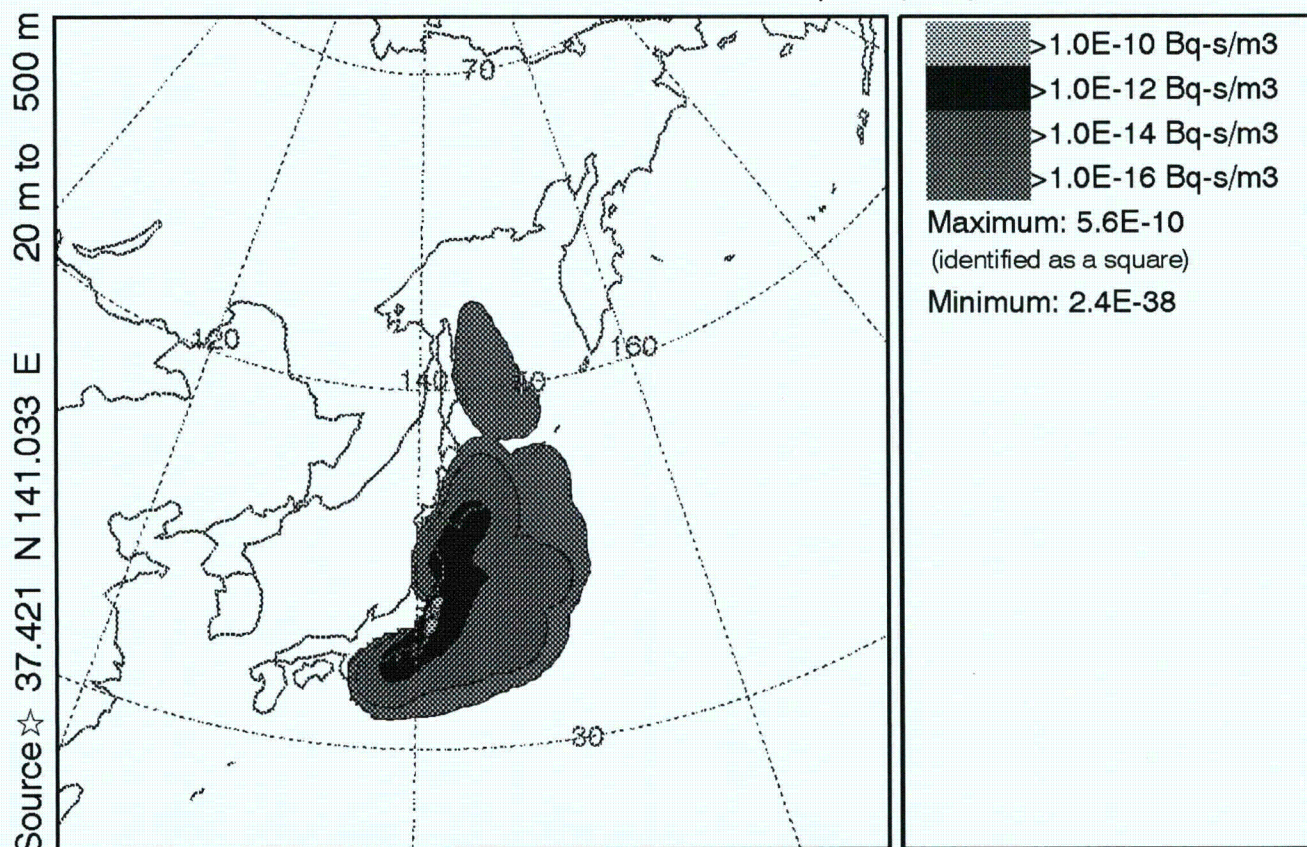 Source ☆ 37.421 N 141.033 E 20 m to 500 m
70
120
140
160
30
>1.0E-10 Bq-s/m3
>1.0E-12 Bq-s/m3
>1.0E-14 Bq-s/m3
>1.0E-16 Bq-s/m3
Maximum: 5.6E-10
(identified as a square)
Minimum: 2.4E-38